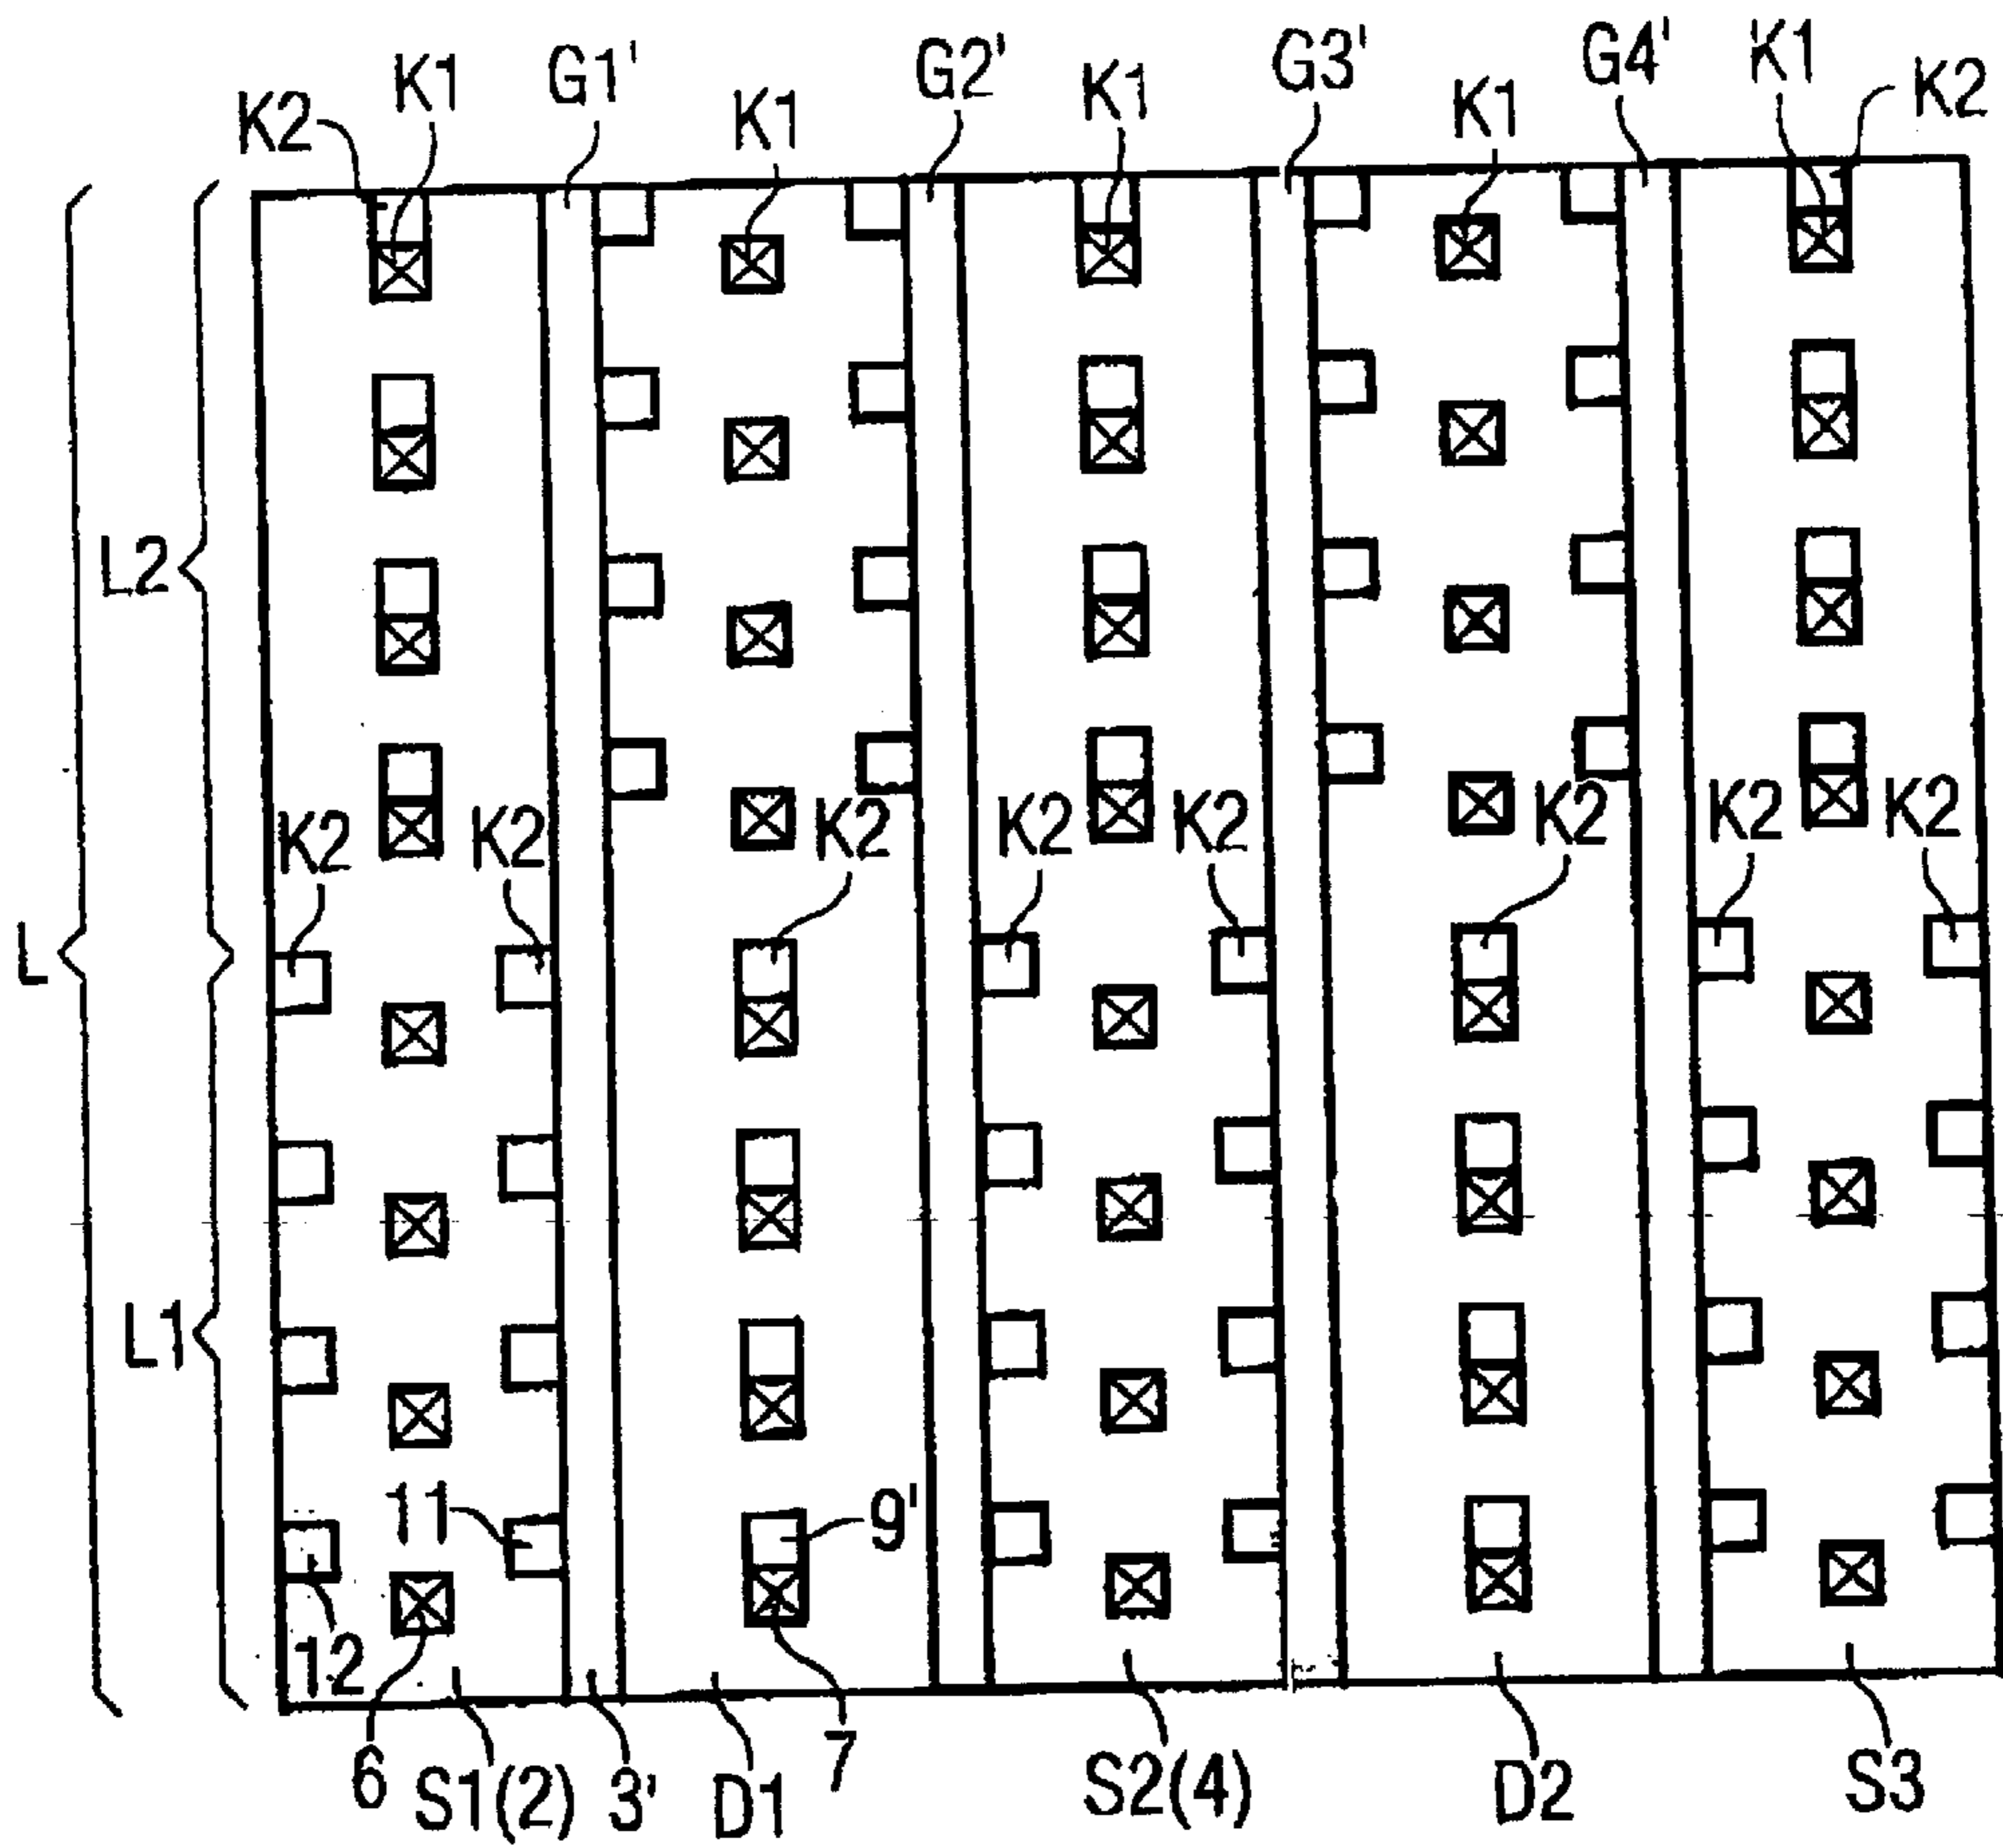 K2 K1 G1' K1 G2' K1 G3' K1 G4' K1 K2
L2
K2 K2 K2 K2 K2 K2 K2 K2
L
L1
11 9'
12
6 S1(2) 3' D1 7 S2(4) D2 S3